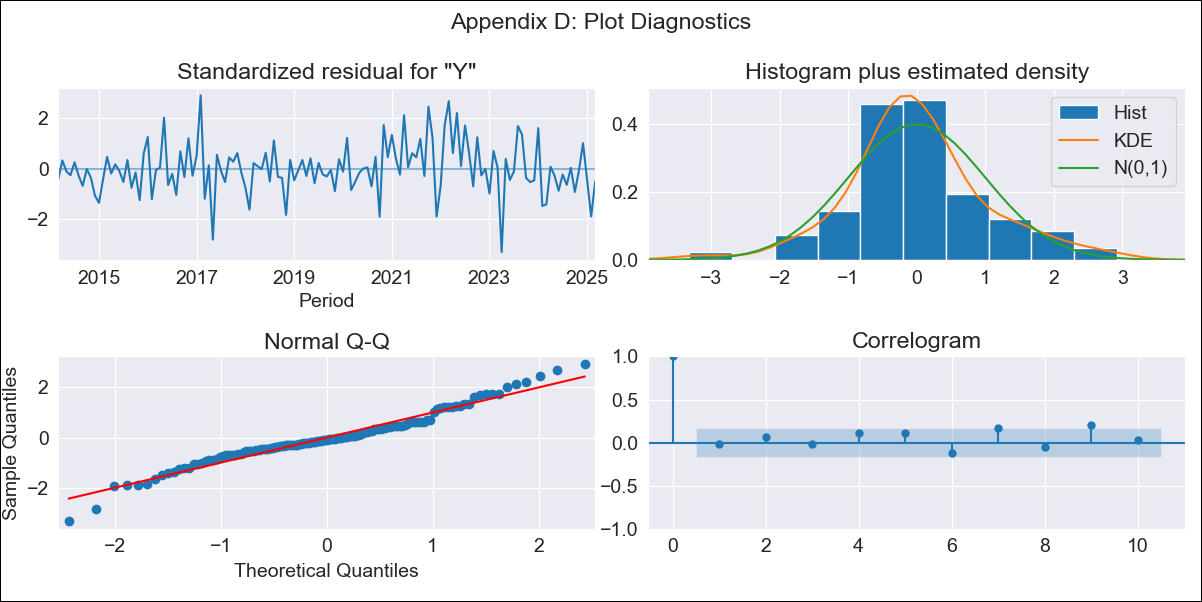 Appendix D: Plot Diagnostics
Standardized residual for "Y"
2
0
−2
2015 2017 2019 2021 2023 2025
Period
Histogram plus estimated density
0.4
0.2
0.0
−3 −2 −1 0 1 2 3
Hist
KDE
N(0,1)
Normal Q-Q
Sample Quantiles
2
0
−2
−2 −1 0 1 2
Theoretical Quantiles
Correlogram
1.0
0.5
0.0
−0.5
−1.0
0 2 4 6 8 10